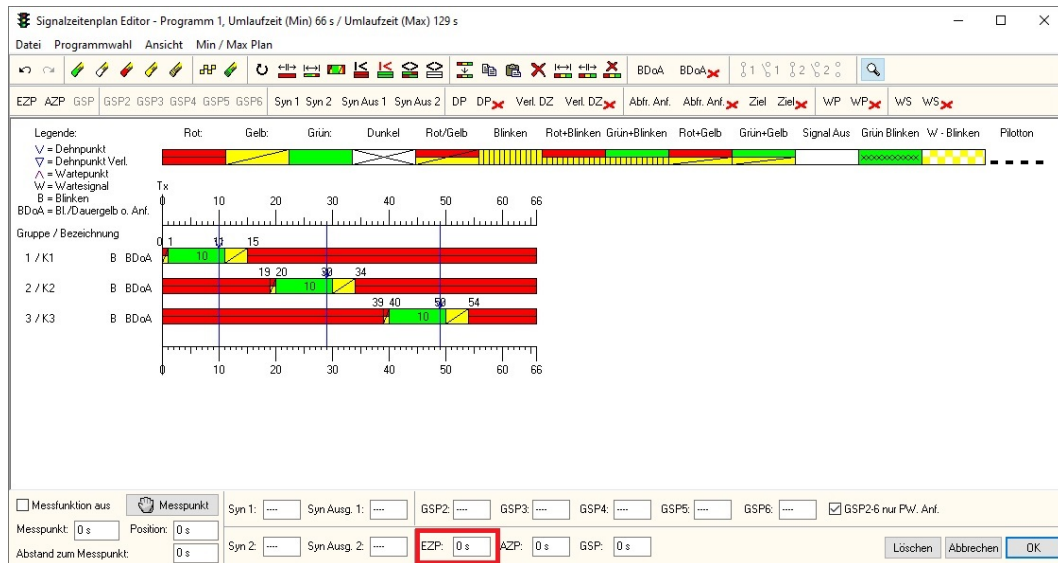 Signalzeitenplan Editor - Programm 1, Umlaufzeit (Min) 66 s / Umlaufzeit (Max) 129 s
Datei Programmwahl Ansicht Min / Max Plan
BDoA BDoA 1 1 2 2
EZP AZP GSP GSP2 GSP3 GSP4 GSP5 GSP6 Syn 1 Syn 2 Syn Aus 1 Syn Aus 2 DP DP Verl. DZ Verl. DZ Abfr. Anf. Abfr. Anf. Ziel Ziel WP WP WS WS
Legende: Rot: Gelb: Grün: Dunkel Rot/Gelb Blinken Rot+Blinken Grün+Blinken Rot+Gelb Grün+Gelb Signal Aus Grün Blinken W - Blinken Pilotton
V = Dehnpunkt
∇ = Dehnpunkt Verl.
Λ = Wartepunkt
W = Wartesignal
B = Blinken
BDoA = Bl./Dauergelb o. Anf.
Tx
10 20 30 40 50 60 66
Gruppe / Bezeichnung
0 1 11 15
1 / K1 B BDoA 10
19 20 30 34
2 / K2 B BDoA 10
39 40 50 54
3 / K3 B BDoA 10
0 10 20 30 40 50 60 66
Messfunktion aus Messpunkt Syn 1: ---- Syn Ausg. 1: ---- GSP2: ---- GSP3: ---- GSP4: ---- GSP5: ---- GSP6: ---- GSP2-6 nur PW. Anf.
Messpunkt: 0 s Position: 0 s
Abstand zum Messpunkt: 0 s Syn 2: ---- Syn Ausg. 2: ---- EZP: 0 s AZP: 0 s GSP: 0 s Löschen Abbrechen OK